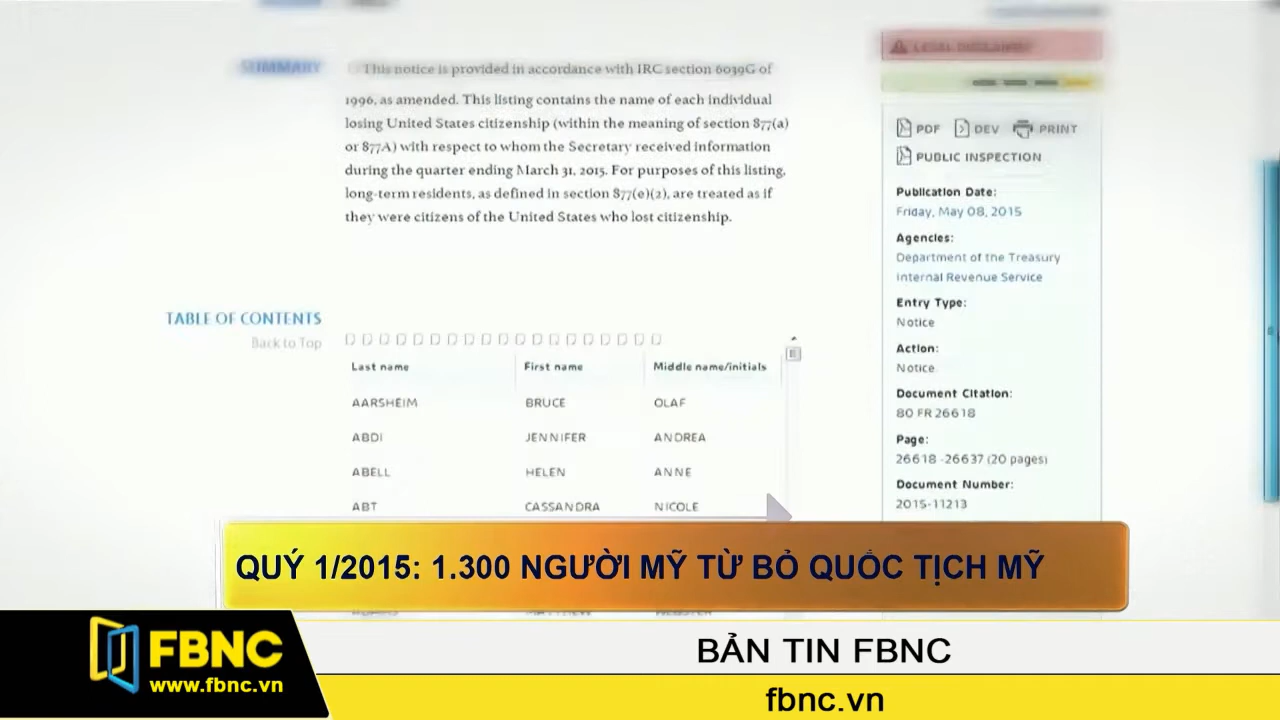 SUMMARY
This notice is provided in accordance with IRC section 6039G of
1996, as amended. This listing contains the name of each individual
losing United States citizenship (within the meaning of section 877(a)
or 877A) with respect to whom the Secretary received information
during the quarter ending March 31, 2015. For purposes of this listing,
long-term residents, as defined in section 877(e)(2), are treated as if
they were citizens of the United States who lost citizenship.
TABLE OF CONTENTS
Back to Top
Last name First name Middle name/initials
AARSHEIM BRUCE OLAF
ABDI JENNIFER ANDREA
ABELL HELEN ANNE
ABT CASSANDRA NICOLE
LEGAL DISCLAIMER
PDF DEV PRINT
PUBLIC INSPECTION
Publication Date:
Friday, May 08, 2015
Agencies:
Department of the Treasury
Internal Revenue Service
Entry Type:
Notice
Action:
Notice
Document Citation:
80 FR 26618
Page:
26618 -26637 (20 pages)
Document Number:
2015-11213
QUÝ 1/2015: 1.300 NGƯỜI MỸ TỪ BỎ QUỐC TỊCH MỸ
FBNC
www.fbnc.vn
BẢN TIN FBNC
fbnc.vn